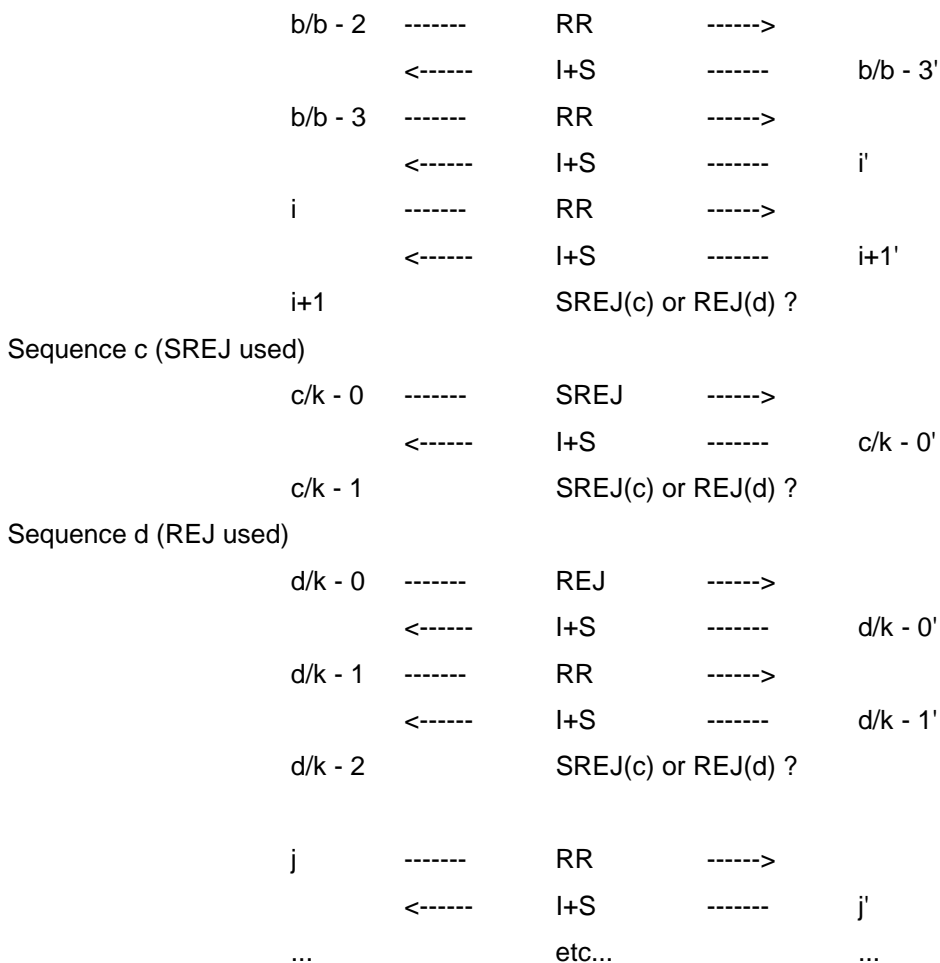 b/b - 2 ------- RR ------>
<------ I+S ------- b/b - 3'
b/b - 3 ------- RR ------>
<------ I+S ------- i'
i ------- RR ------>
<------ I+S ------- i+1'
i+1 SREJ(c) or REJ(d) ?
Sequence c (SREJ used)
c/k - 0 ------- SREJ ------>
<------ I+S ------- c/k - 0'
c/k - 1 SREJ(c) or REJ(d) ?
Sequence d (REJ used)
d/k - 0 ------- REJ ------>
<------ I+S ------- d/k - 0'
d/k - 1 ------- RR ------>
<------ I+S ------- d/k - 1'
d/k - 2 SREJ(c) or REJ(d) ?
j ------- RR ------>
<------ I+S ------- j'
... etc... ...